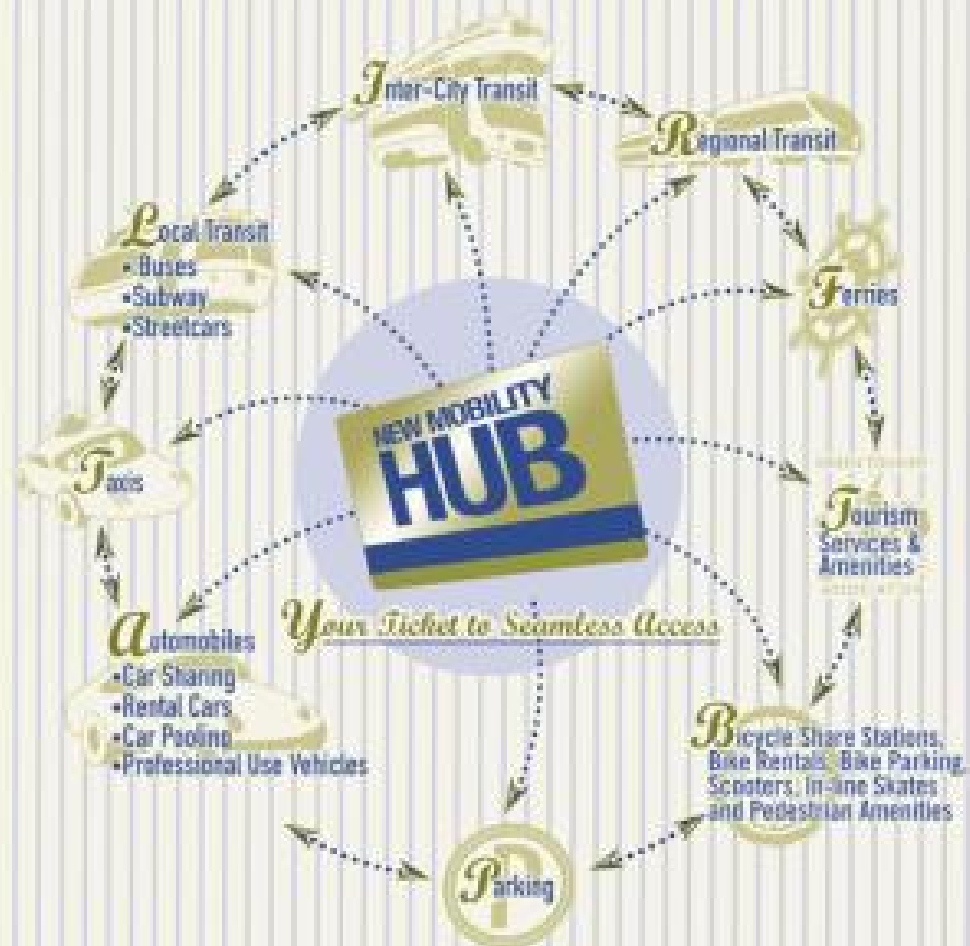 Inter-City Transit
Regional Transit
Local Transit
• Buses
•Subway
•Streetcars
Ferries
NEW MOBILITY
HUB
Taxis
Tourism
Services &
Amenities
Your Ticket to Seamless Access
Automobiles
•Car Sharing
•Rental Cars
•Car Pooling
•Professional Use Vehicles
Bicycle Share Stations,
Bike Rentals, Bike Parking,
Scooters, In-line Skates
and Pedestrian Amenities
P
Parking